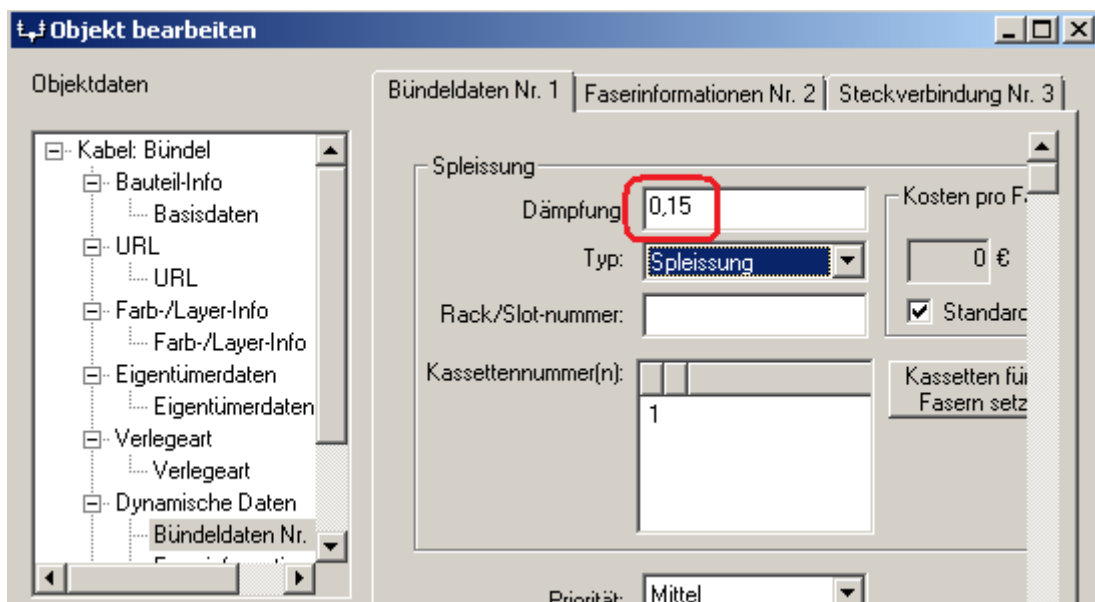 Objekt bearbeiten
Objektdaten
Kabel: Bündel
Bauteil-Info
Basisdaten
URL
URL
Farb-/Layer-Info
Farb-/Layer-Info
Eigentümerdaten
Eigentümerdaten
Verlegeart
Verlegeart
Dynamische Daten
Bündeldaten Nr.
Bündeldaten Nr. 1
Faserinformationen Nr. 2
Steckverbindung Nr. 3
Spleissung
Dämpfung
0,15
Typ:
Spleissung
Rack/Slot-nummer:
Kassettennummer(n):
1
Kosten pro
0 €
Standard
Kassetten für
Fasern setz
Priorität:
Mittel